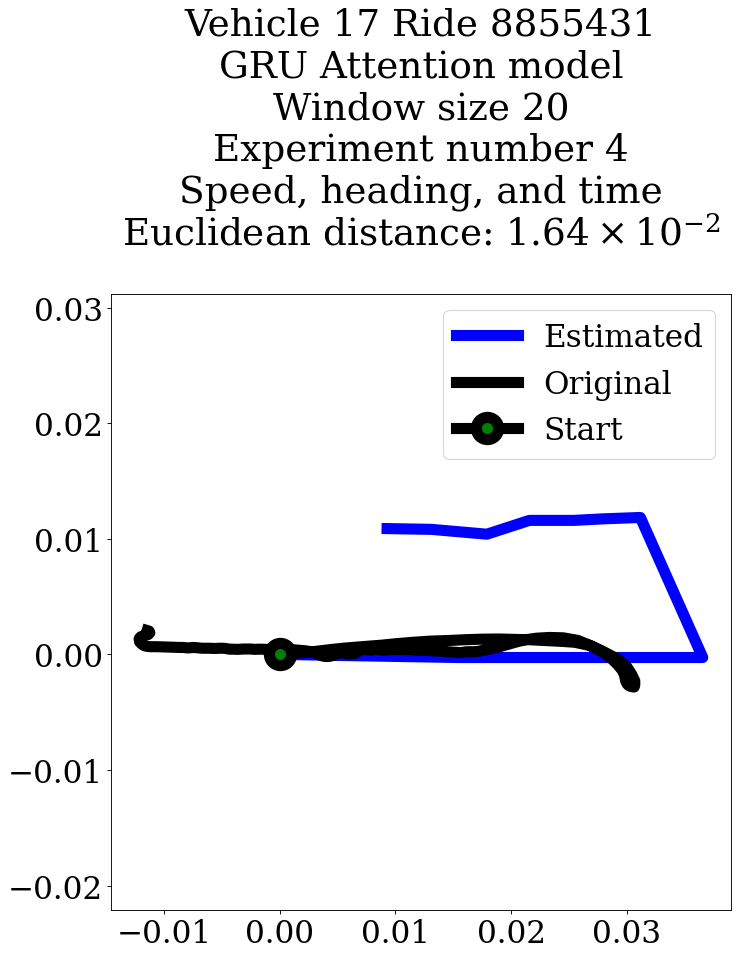 Vehicle 17 Ride 8855431
GRU Attention model
Window size 20
Experiment number 4
Speed, heading, and time
Euclidean distance: 1.64 × 10⁻²
0.03
0.02
0.01
0.00
−0.01
−0.02
Estimated
Original
Start
−0.01 0.00 0.01 0.02 0.03